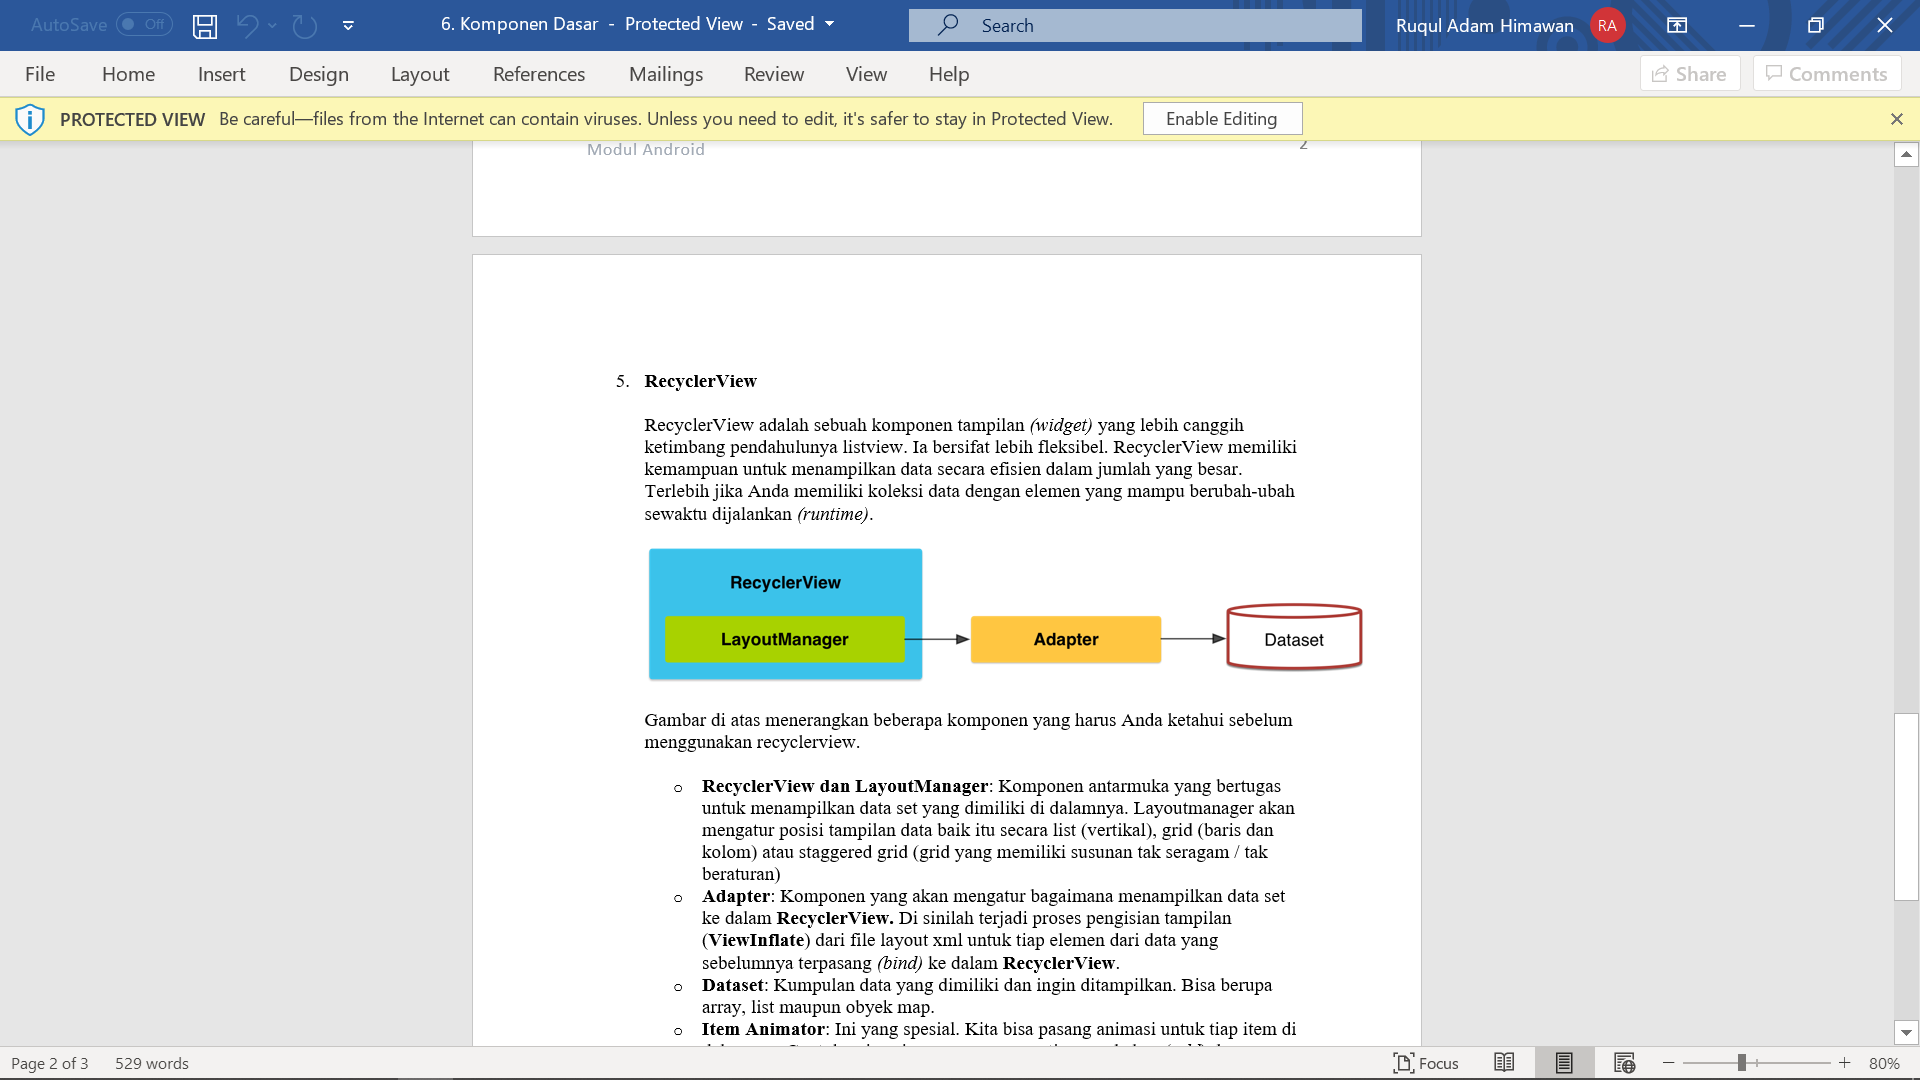 AutoSave Off 6. Komponen Dasar - Protected View - Saved Search Ruqul Adam Himawan RA
File Home Insert Design Layout References Mailings Review View Help Share Comments
PROTECTED VIEW Be careful—files from the Internet can contain viruses. Unless you need to edit, it's safer to stay in Protected View. Enable Editing
Modul Android 2
5. RecyclerView
RecyclerView adalah sebuah komponen tampilan (widget) yang lebih canggih
ketimbang pendahulunya listview. Ia bersifat lebih fleksibel. RecyclerView memiliki
kemampuan untuk menampilkan data secara efisien dalam jumlah yang besar.
Terlebih jika Anda memiliki koleksi data dengan elemen yang mampu berubah-ubah
sewaktu dijalankan (runtime).
RecyclerView
LayoutManager Adapter Dataset
Gambar di atas menerangkan beberapa komponen yang harus Anda ketahui sebelum
menggunakan recyclerview.
o RecyclerView dan LayoutManager: Komponen antarmuka yang bertugas
untuk menampilkan data set yang dimiliki di dalamnya. Layoutmanager akan
mengatur posisi tampilan data baik itu secara list (vertikal), grid (baris dan
kolom) atau staggered grid (grid yang memiliki susunan tak seragam / tak
beraturan)
o Adapter: Komponen yang akan mengatur bagaimana menampilkan data set
ke dalam RecyclerView. Di sinilah terjadi proses pengisian tampilan
(ViewInflate) dari file layout xml untuk tiap elemen dari data yang
sebelumnya terpasang (bind) ke dalam RecyclerView.
o Dataset: Kumpulan data yang dimiliki dan ingin ditampilkan. Bisa berupa
array, list maupun obyek map.
o Item Animator: Ini yang spesial. Kita bisa pasang animasi untuk tiap item di
Page 2 of 3 529 words Focus 80%